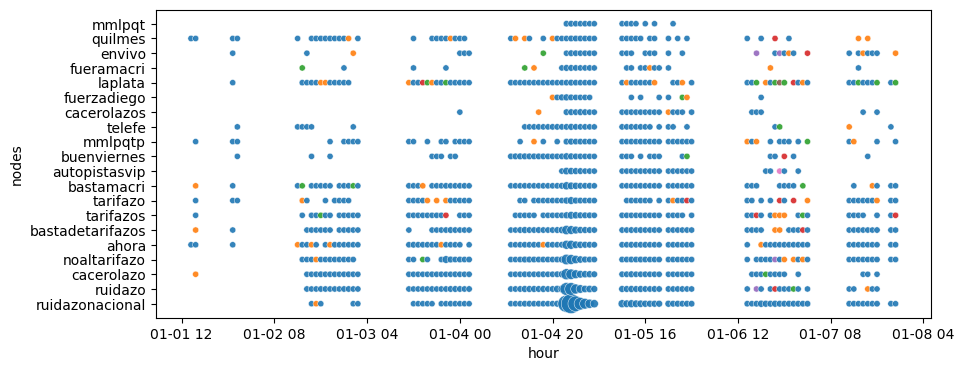 mmlpqt
quilmes
envivo
fueramacri
laplata
fuerzadiego
cacerolazos
telefe
mmlpqtp
buenviernes
autopistasvip
bastamacri
tarifazo
tarifazos
bastadetarifazos
ahora
noaltarifazo
cacerolazo
ruidazo
ruidazonacional
nodes
01-01 12 01-02 08 01-03 04 01-04 00 01-04 20 01-05 16 01-06 12 01-07 08 01-08 04
hour